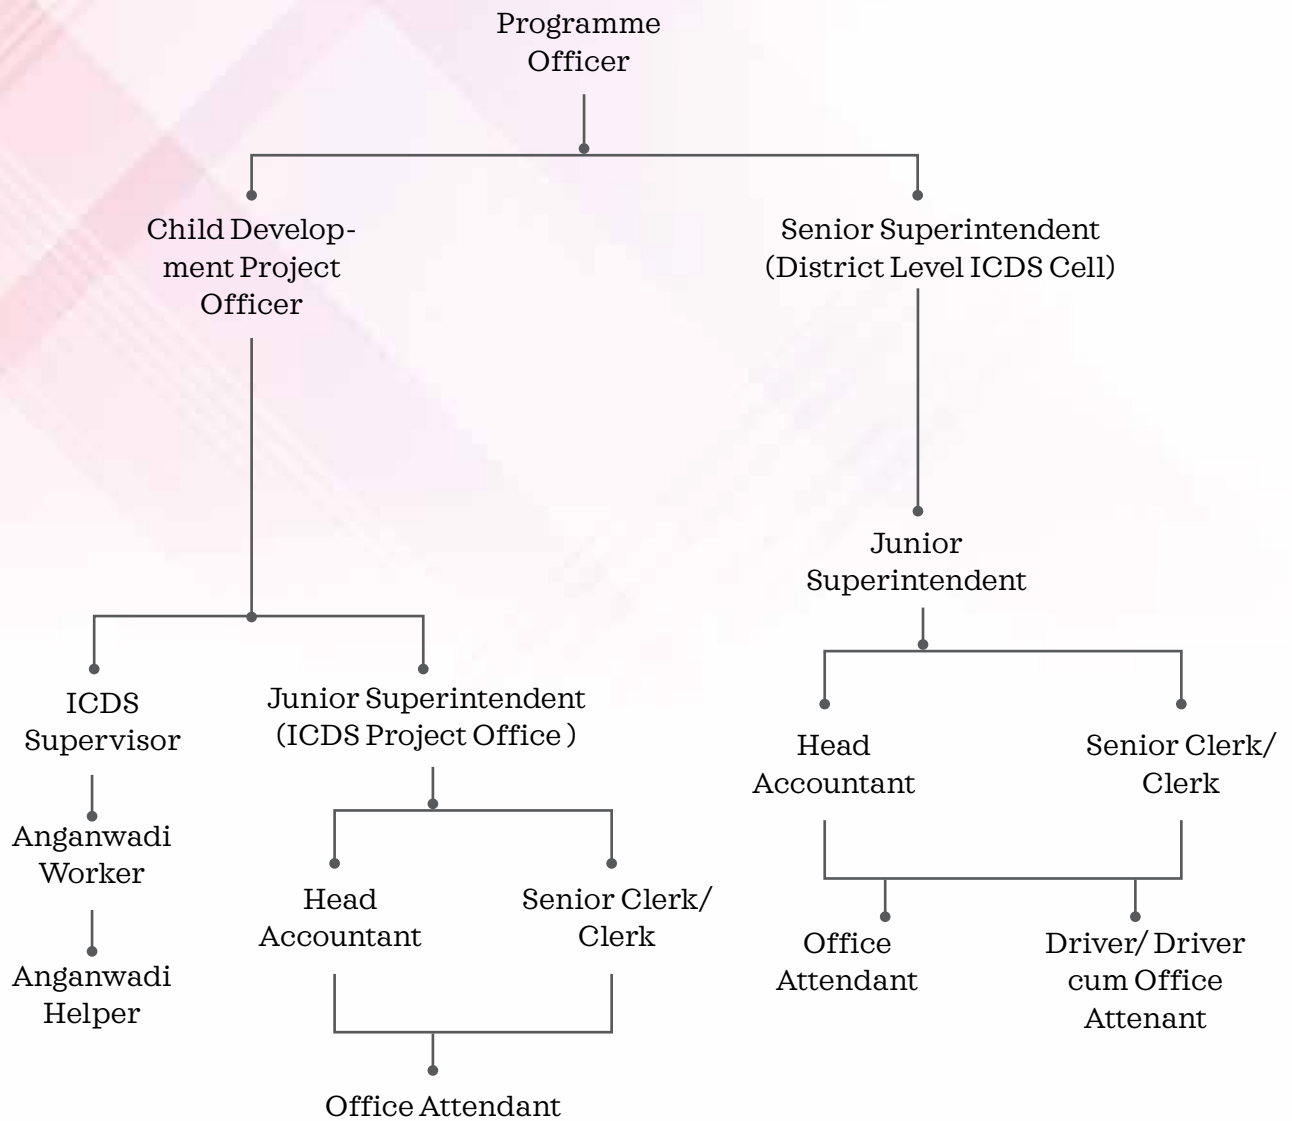 Programme
Officer
Child Develop-
ment Project
Officer
Senior Superintendent
(District Level ICDS Cell)
Junior
Superintendent
ICDS
Supervisor
Junior Superintendent
(ICDS Project Office )
Head
Accountant
Senior Clerk/
Clerk
Anganwadi
Worker
Head
Accountant
Senior Clerk/
Clerk
Office
Attendant
Driver/ Driver
cum Office
Attenant
Anganwadi
Helper
Office Attendant